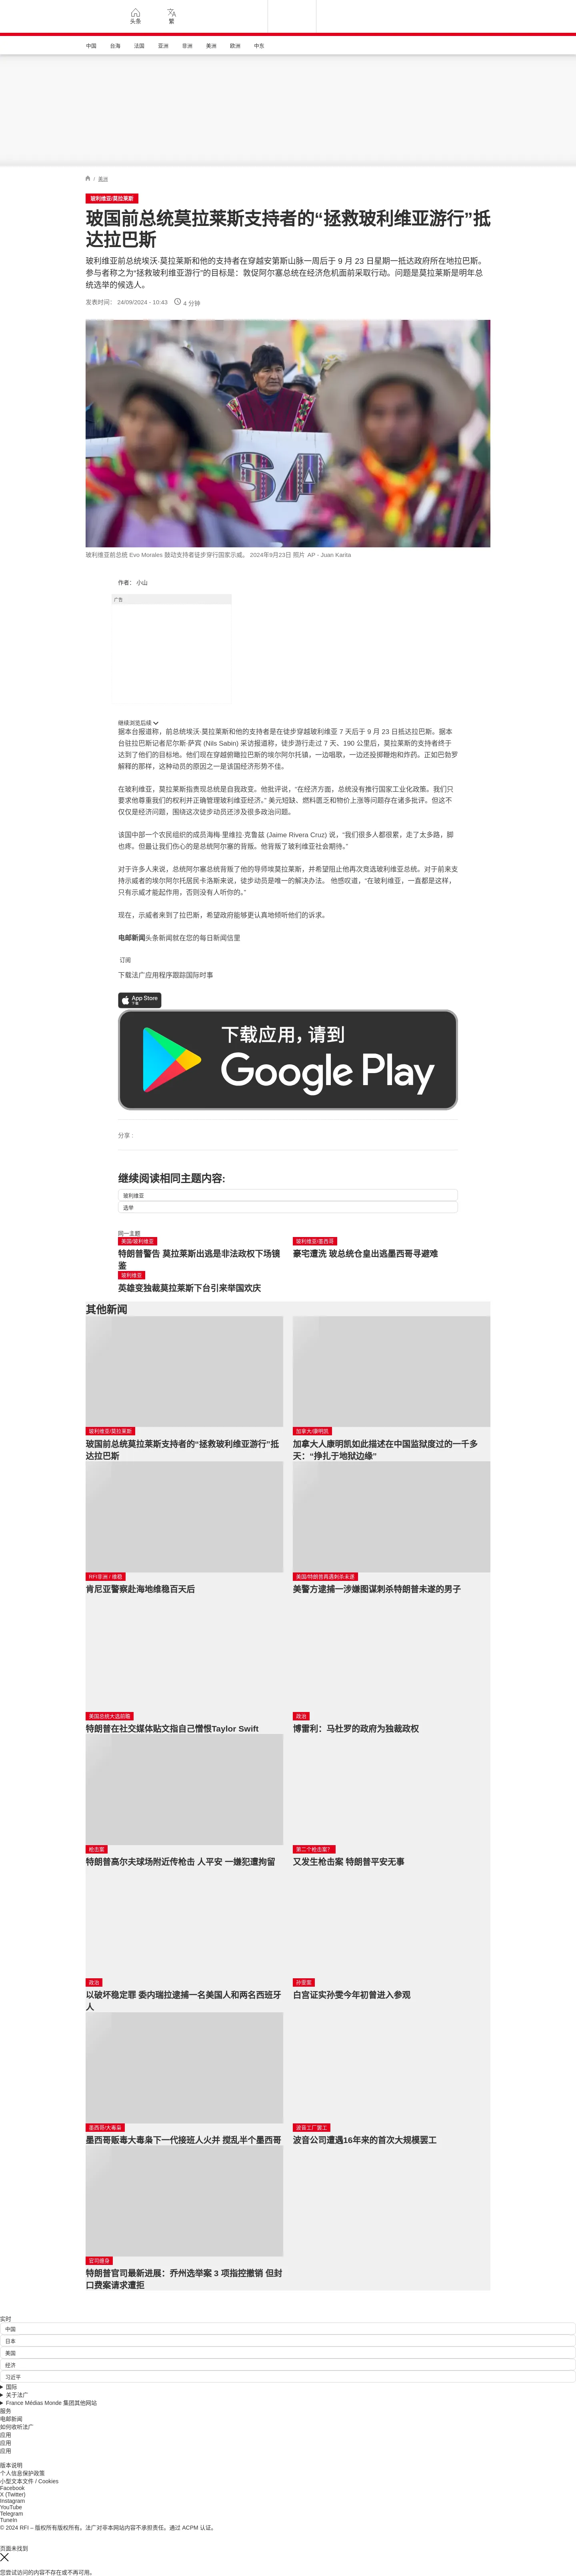 头条
繁
中国
台海
法国
亚洲
非洲
美洲
欧洲
中东
/ 美洲
玻利维亚/莫拉莱斯
玻国前总统莫拉莱斯支持者的“拯救玻利维亚游行”抵
达拉巴斯
玻利维亚前总统埃沃·莫拉莱斯和他的支持者在穿越安第斯山脉一周后于 9 月 23 日星期一抵达政府所在地拉巴斯。
参与者称之为“拯救玻利维亚游行”的目标是：敦促阿尔塞总统在经济危机面前采取行动。问题是莫拉莱斯是明年总
统选举的候选人。
发表时间： 24/09/2024 - 10:43 4 分钟
SA
玻利维亚前总统 Evo Morales 鼓动支持者徒步穿行国家示威。 2024年9月23日 照片 AP - Juan Karita
作者： 小山
广告
继续浏览后续
据本台报道称，前总统埃沃·莫拉莱斯和他的支持者是在徒步穿越玻利维亚 7 天后于 9 月 23 日抵达拉巴斯。据本
台驻拉巴斯记者尼尔斯·萨宾 (Nils Sabin) 采访报道称，徒步游行走过 7 天、190 公里后，莫拉莱斯的支持者终于
达到了他们的目标地。他们现在穿越俯瞰拉巴斯的埃尔阿尔托镇，一边唱歌，一边还投掷鞭炮和炸药。正如巴勃罗
解释的那样，这种动员的原因之一是该国经济形势不佳。
在玻利维亚，莫拉莱斯指责现总统是自我政变。他批评说，“在经济方面，总统没有推行国家工业化政策。我们只
要求他尊重我们的权利并正确管理玻利维亚经济。” 美元短缺、燃料匮乏和物价上涨等问题存在诸多批评。但这不
仅仅是经济问题，围绕这次徒步动员还涉及很多政治问题。
该国中部一个农民组织的成员海梅·里维拉·克鲁兹 (Jaime Rivera Cruz) 说，“我们很多人都很累，走了太多路，脚
也疼。但最让我们伤心的是总统阿尔塞的背叛。他背叛了玻利维亚社会期待。”
对于许多人来说，总统阿尔塞总统背叛了他的导师埃莫拉莱斯，并希望阻止他再次竞选玻利维亚总统。对于前来支
持示威者的埃尔阿尔托居民卡洛斯来说，徒步动员是唯一的解决办法。 他感叹道，“在玻利维亚，一直都是这样，
只有示威才能起作用，否则没有人听你的。”
现在，示威者来到了拉巴斯，希望政府能够更认真地倾听他们的诉求。
电邮新闻头条新闻就在您的每日新闻信里
订阅
下载法广应用程序跟踪国际时事
App Store
下载
下载应用，请到
Google Play
分享 :
继续阅读相同主题内容:
玻利维亚
选举
同一主题
美国/玻利维亚
特朗普警告 莫拉莱斯出逃是非法政权下场镜
鉴
玻利维亚/墨西哥
豪宅遭洗 玻总统仓皇出逃墨西哥寻避难
玻利维亚
英雄变独裁莫拉莱斯下台引来举国欢庆
其他新闻
玻利维亚/莫拉莱斯
玻国前总统莫拉莱斯支持者的“拯救玻利维亚游行”抵
达拉巴斯
加拿大/康明凯
加拿大人康明凯如此描述在中国监狱度过的一千多
天：“挣扎于地狱边缘”
RFI非洲 / 维稳
肯尼亚警察赴海地维稳百天后
美国/特朗普再遇刺杀未遂
美警方逮捕一涉嫌图谋刺杀特朗普未遂的男子
美国总统大选前瞻
特朗普在社交媒体贴文指自己憎恨Taylor Swift
政治
博雷利：马杜罗的政府为独裁政权
枪击案
特朗普高尔夫球场附近传枪击 人平安 一嫌犯遭拘留
第二个枪击案?
又发生枪击案 特朗普平安无事
政治
以破坏稳定罪 委内瑞拉逮捕一名美国人和两名西班牙
人
孙雯案
白宫证实孙雯今年初曾进入参观
墨西哥/大毒枭
墨西哥贩毒大毒枭下一代接班人火并 搅乱半个墨西哥
波音工厂罢工
波音公司遭遇16年来的首次大规模罢工
官司缠身
特朗普官司最新进展：乔州选举案 3 项指控撤销 但封
口费案请求遭拒
实时
中国
日本
美国
经济
习近平
国际
关于法广
France Médias Monde 集团其他网站
服务
电邮新闻
如何收听法广
应用
应用
应用
版本说明
个人信息保护政策
小型文本文件 / Cookies
Facebook
X (Twitter)
Instagram
YouTube
Telegram
TuneIn
© 2024 RFI – 版权所有版权所有。法广对非本网站内容不承担责任。通过 ACPM 认证。
页面未找到
您尝试访问的内容不存在或不再可用。